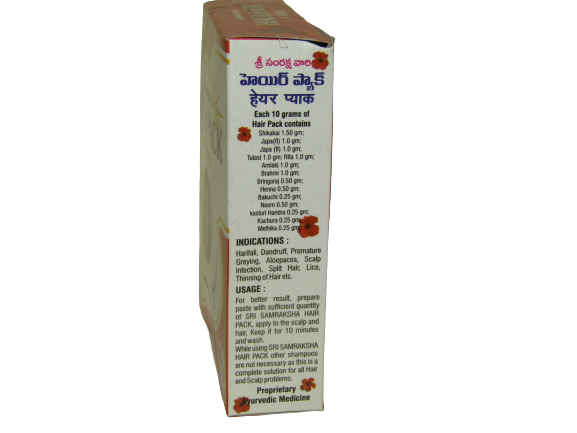 శ్రీ సంరక్ష వారి
హెయిర్ ప్యాక్
हेयर प्याक
Each 10 grams of
Hair Pack contains
Shikakai 1.50 gm;
Japa(fl) 1.0 gm;
Japa (fl) 1.0 gm;
Tulasi 1.0 gm; Rita 1.0 gm;
Amlaki 1.0 gm;
Brahmi 1.0 gm;
Bringaraj 0.50 gm;
Henna 0.50 gm;
Bakuchi 0.25 gm;
Neem 0.50 gm;
kasturi Haridra 0.25 gm;
Kachura 0.25 gm;
Methika 0.25 gm
INDICATIONS :
Harifall, Dandruff, Premature
Greying, Aloepacea, Scalp
Infection, Split Hair, Lice,
Thinning of Hair etc.
USAGE :
For better result, prepare
paste with sufficient quantity
of SRI SAMRAKSHA HAIR
PACK, apply to the scalp and
hair, Keep if for 10 minutes
and wash.
While using SRI SAMRAKSHA
HAIR PACK other shampoos
are not necessary as this is a
complete solution for all Hair
and Scalp problems.
Proprietary
Ayurvedic Medicine